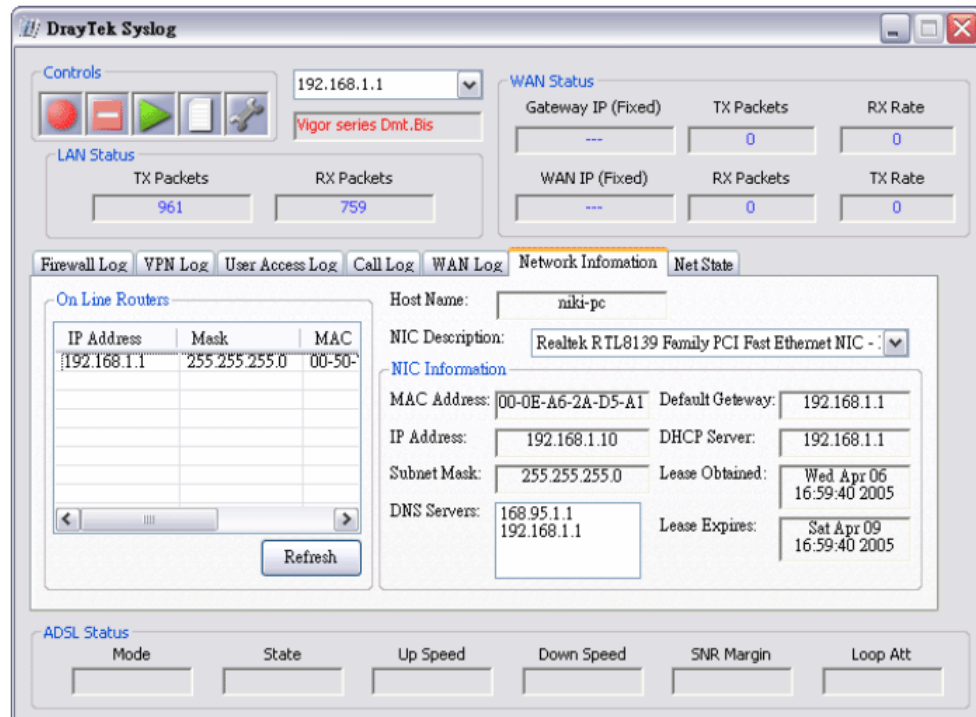 DrayTek Syslog
Controls
192.168.1.1
Vigor series Dmt.Bis
WAN Status
Gateway IP (Fixed) TX Packets RX Rate
--- 0 0
WAN IP (Fixed) RX Packets TX Rate
--- 0 0
LAN Status
TX Packets RX Packets
961 759
Firewall Log VPN Log User Access Log Call Log WAN Log Network Infomation Net State
On Line Routers
IP Address Mask MAC
192.168.1.1 255.255.255.0 00-50-
Refresh
Host Name: niki-pc
NIC Description: Realtek RTL8139 Family PCI Fast Ethernet NIC -
NIC Information
MAC Address: 00-0E-A6-2A-D5-A1 Default Geteway: 192.168.1.1
IP Address: 192.168.1.10 DHCP Server: 192.168.1.1
Subnet Mask: 255.255.255.0 Lease Obtained: Wed Apr 06
16:59:40 2005
DNS Servers: 168.95.1.1
192.168.1.1
Lease Expires: Sat Apr 09
16:59:40 2005
ADSL Status
Mode State Up Speed Down Speed SNR Margin Loop Att